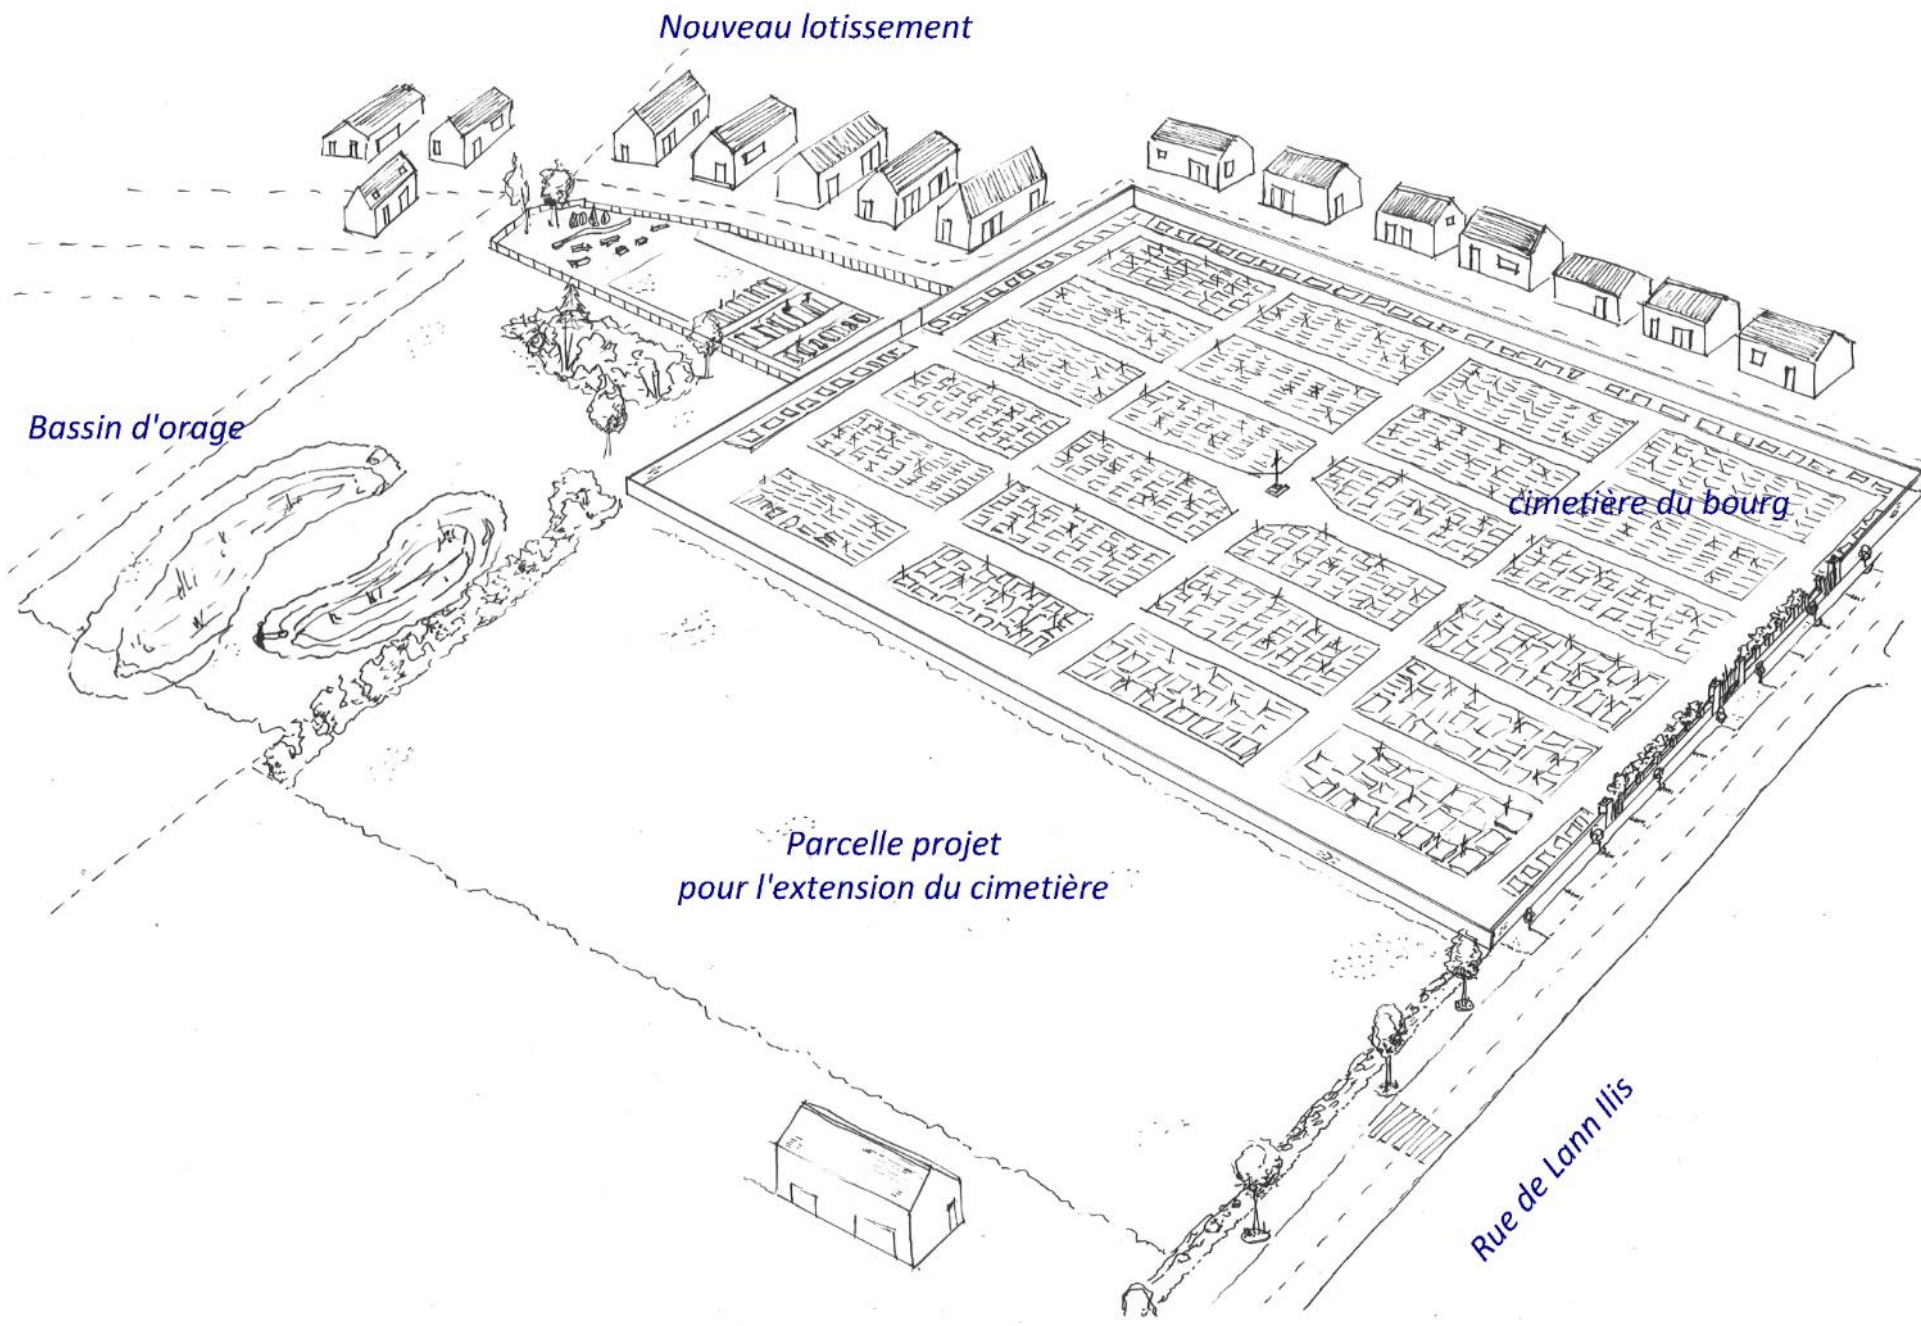 Nouveau lotissement
Bassin d'orage
cimetière du bourg
Parcelle projet
pour l'extension du cimetière
Rue de Lann Ilis